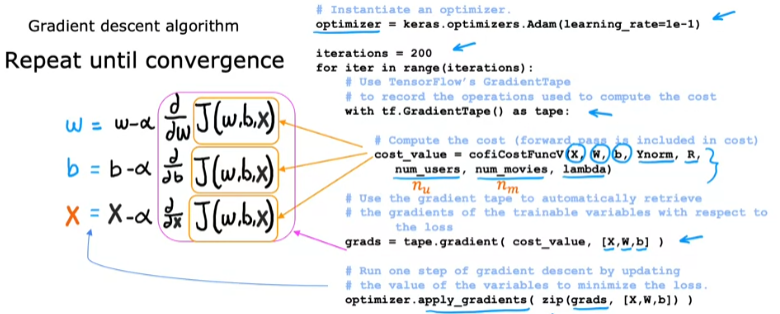 Gradient descent algorithm
Repeat until convergence
w = w-α ∂/∂w J(w,b,X)
b = b-α ∂/∂b J(w,b,X)
X = X-α ∂/∂x J(w,b,X)
# Instantiate an optimizer.
optimizer = keras.optimizers.Adam(learning_rate=1e-1)
iterations = 200
for iter in range(iterations):
# Use TensorFlow's GradientTape
# to record the operations used to compute the cost
with tf.GradientTape() as tape:
# Compute the cost (forward pass is included in cost)
cost_value = cofiCostFuncV(X, W, b, Ynorm, R,
num_users, num_movies, lambda)
nu nm
# Use the gradient tape to automatically retrieve
# the gradients of the trainable variables with respect to
the loss
grads = tape.gradient( cost_value, [X,W,b] )
# Run one step of gradient descent by updating
# the value of the variables to minimize the loss.
optimizer.apply_gradients( zip(grads, [X,W,b]) )